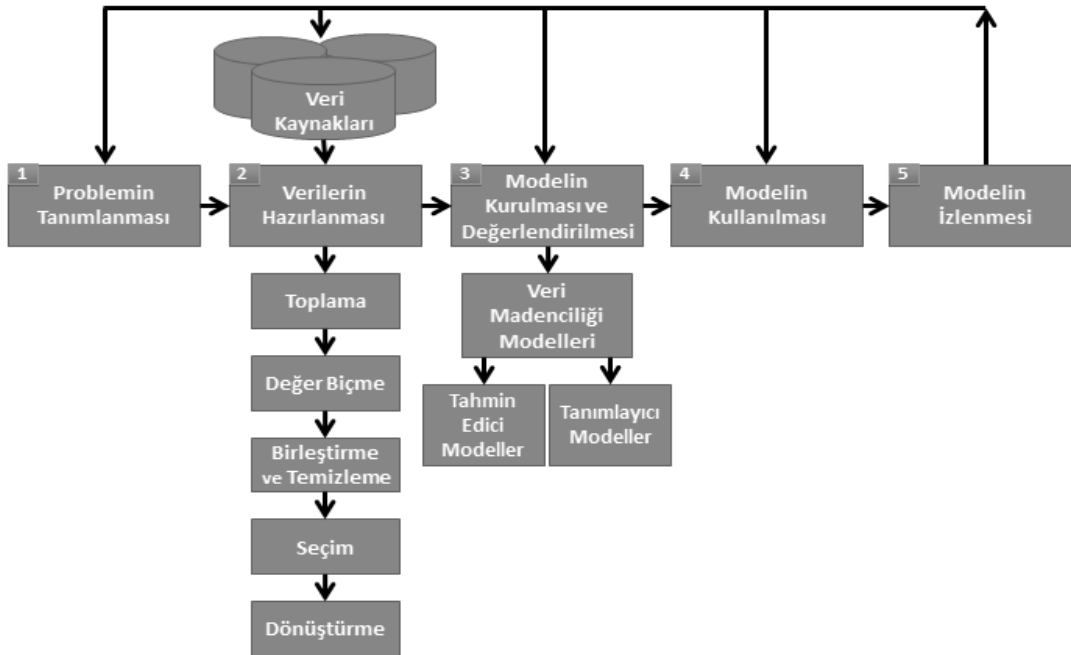 Veri
Kaynakları
1
Problemin
Tanımlanması
2
Verilerin
Hazırlanması
3
Modelin
Kurulması ve
Değerlendirilmesi
4
Modelin
Kullanılması
5
Modelin
İzlenmesi
Toplama
Değer Biçme
Birleştirme
ve Temizleme
Seçim
Dönüştürme
Veri
Madenciliği
Modelleri
Tahmin
Edici
Modeller
Tanımlayıcı
Modeller